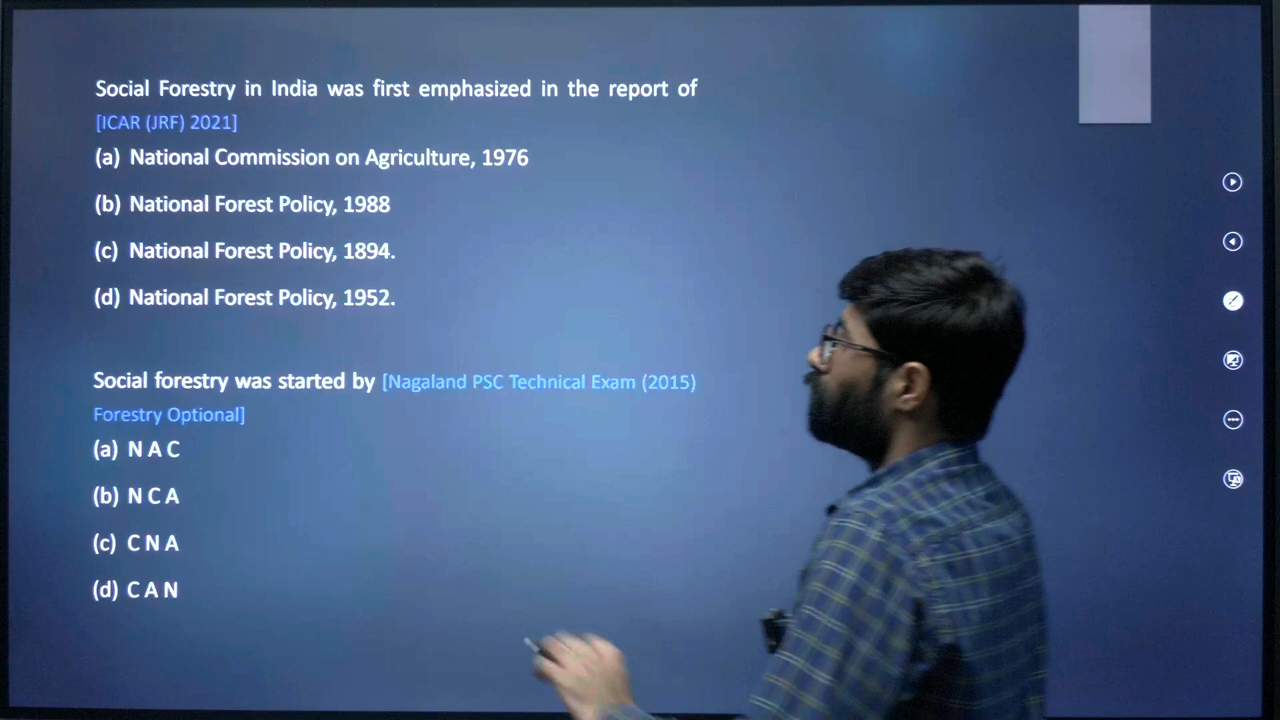 Social Forestry in India was first emphasized in the report of
[ICAR (JRF) 2021]
(a) National Commission on Agriculture, 1976
(b) National Forest Policy, 1988
(c) National Forest Policy, 1894.
(d) National Forest Policy, 1952.
Social forestry was started by [Nagaland PSC Technical Exam (2015)
Forestry Optional]
(a) N A C
(b) N C A
(c) C N A
(d) C A N